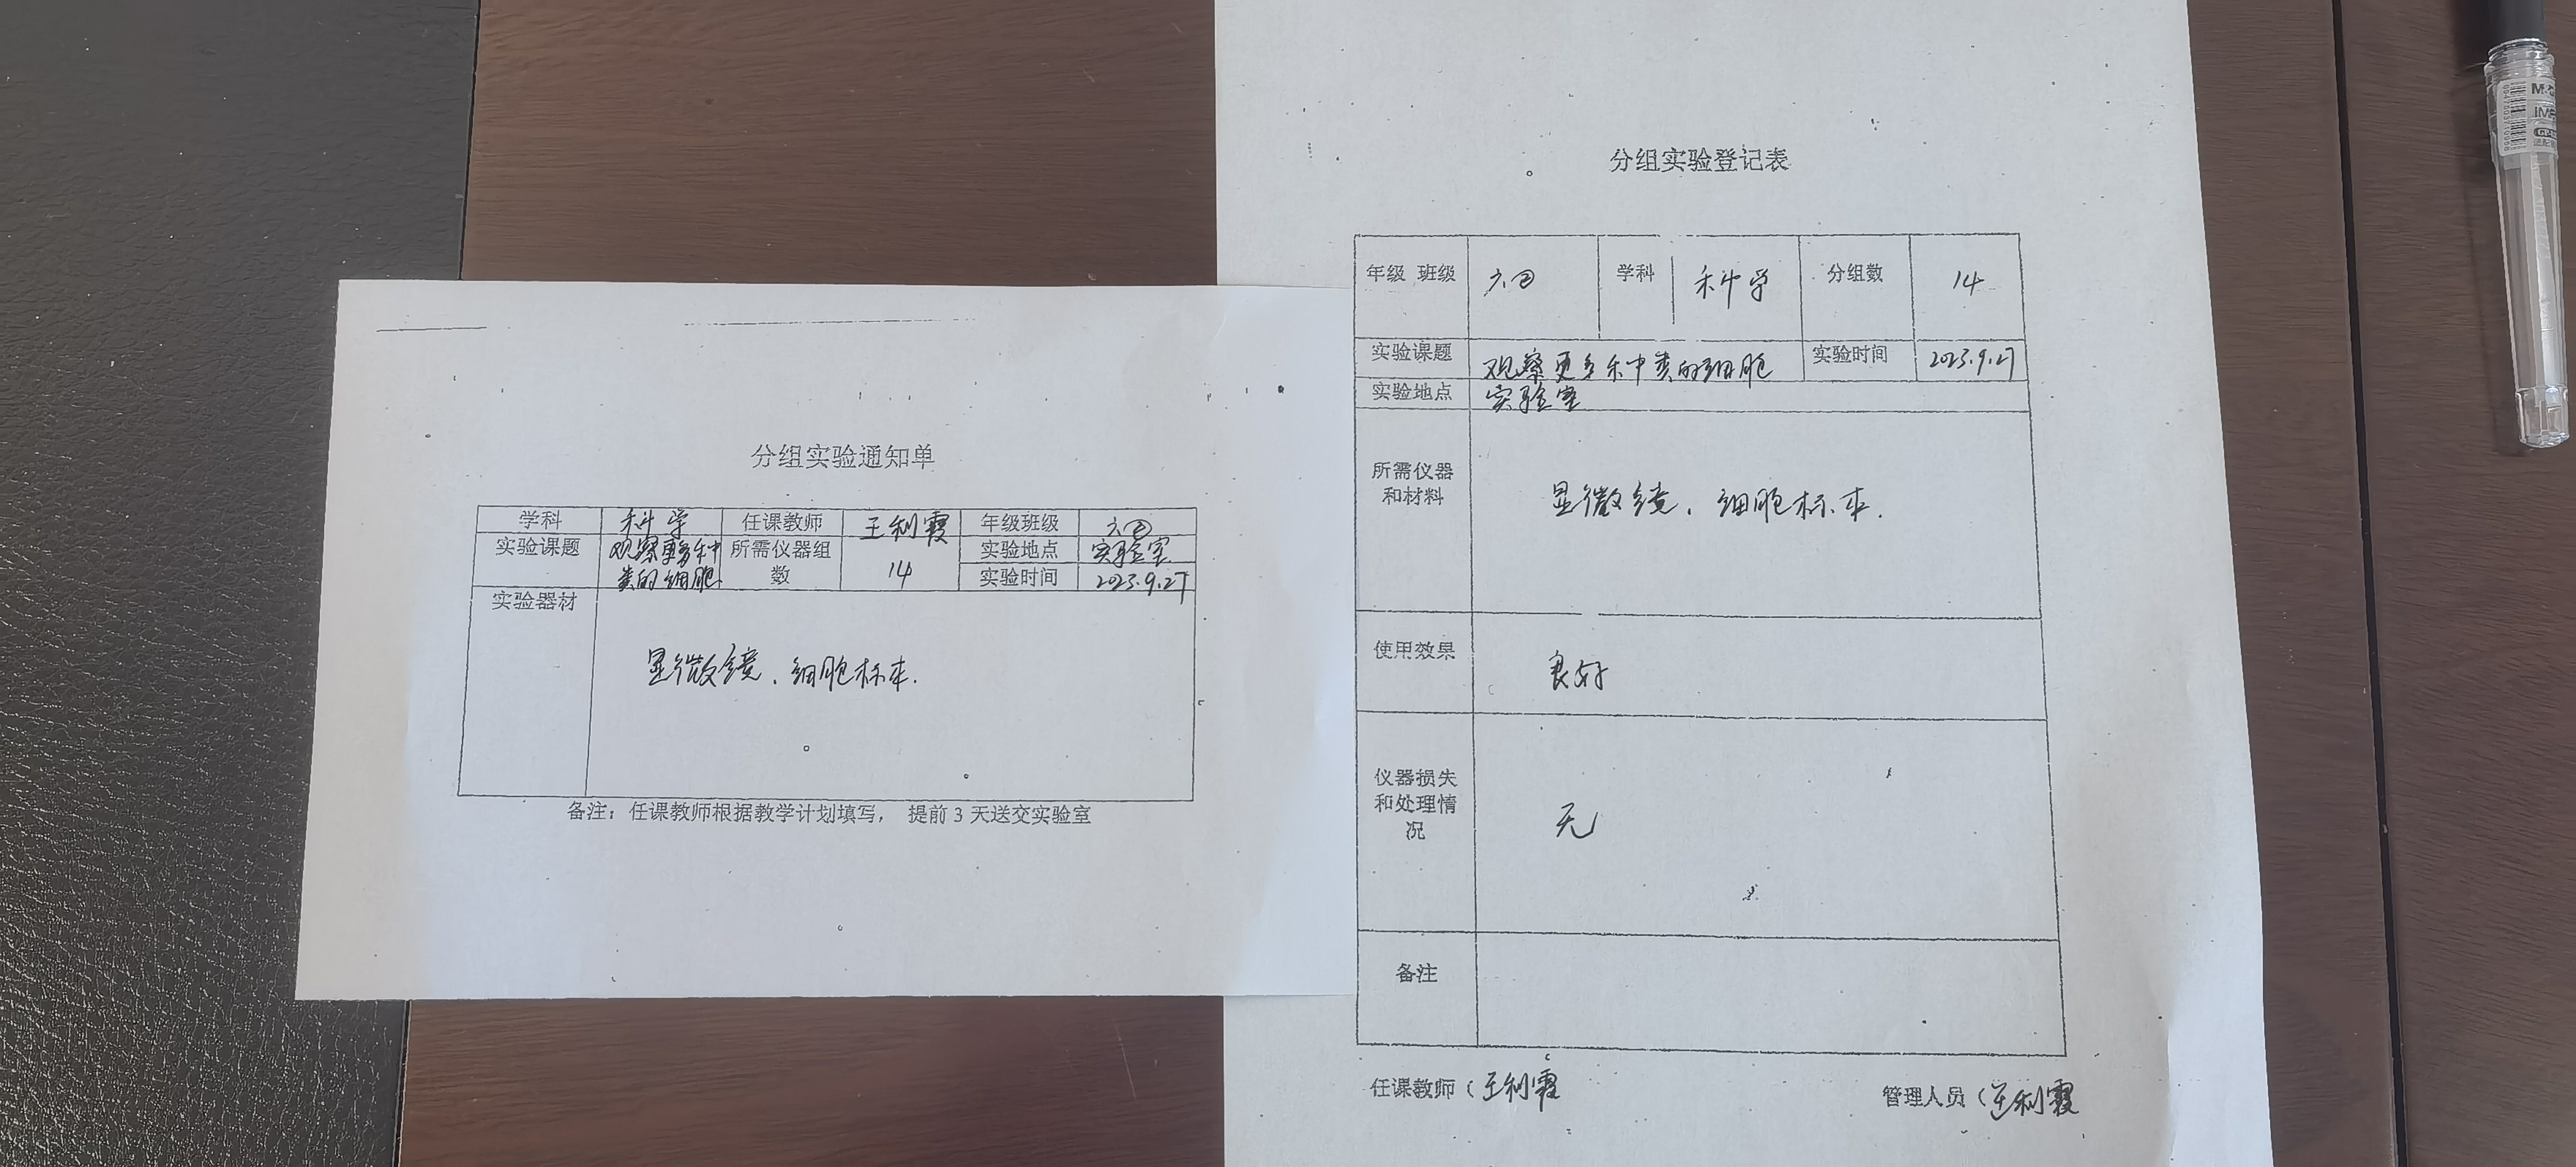 分组实验通知单
学科 科学 任课教师 王利霞 年级班级 六②
实验课题 观察更多种类的细胞 所需仪器组数 14 实验地点 实验室
实验时间 2023.9.27
实验器材
显微镜、细胞标本.
备注：任课教师根据教学计划填写， 提前 3 天送交实验室
分组实验登记表
年级 班级 六② 学科 科学 分组数 14
实验课题 观察更多种类的细胞 实验时间 2023.9.27
实验地点 实验室
所需仪器
和材料
显微镜、细胞标本.
使用效果 良好
仪器损失
和处理情
况
无
备注
任课教师（王利霞 管理人员（王利霞